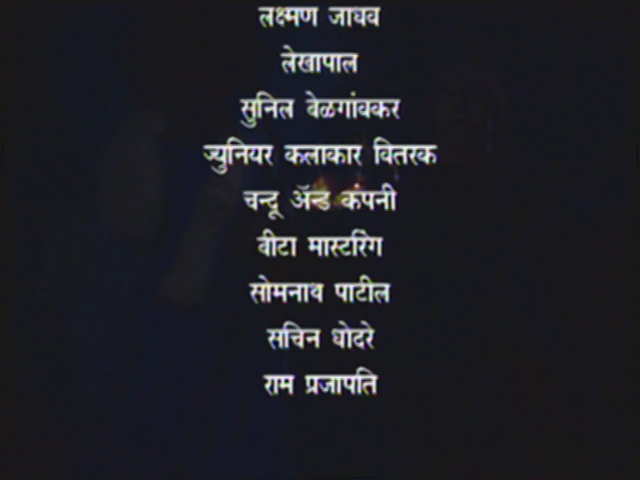 लक्ष्मण जाधव
लेखापाल
सुनिल बेळगांवकर
ज्युनियर कलाकार वितरक
चन्दू ॲन्ड कंपनी
बीटा मास्टरिंग
सोमनाथ पाटील
सचिन धोदरे
राम प्रजापति